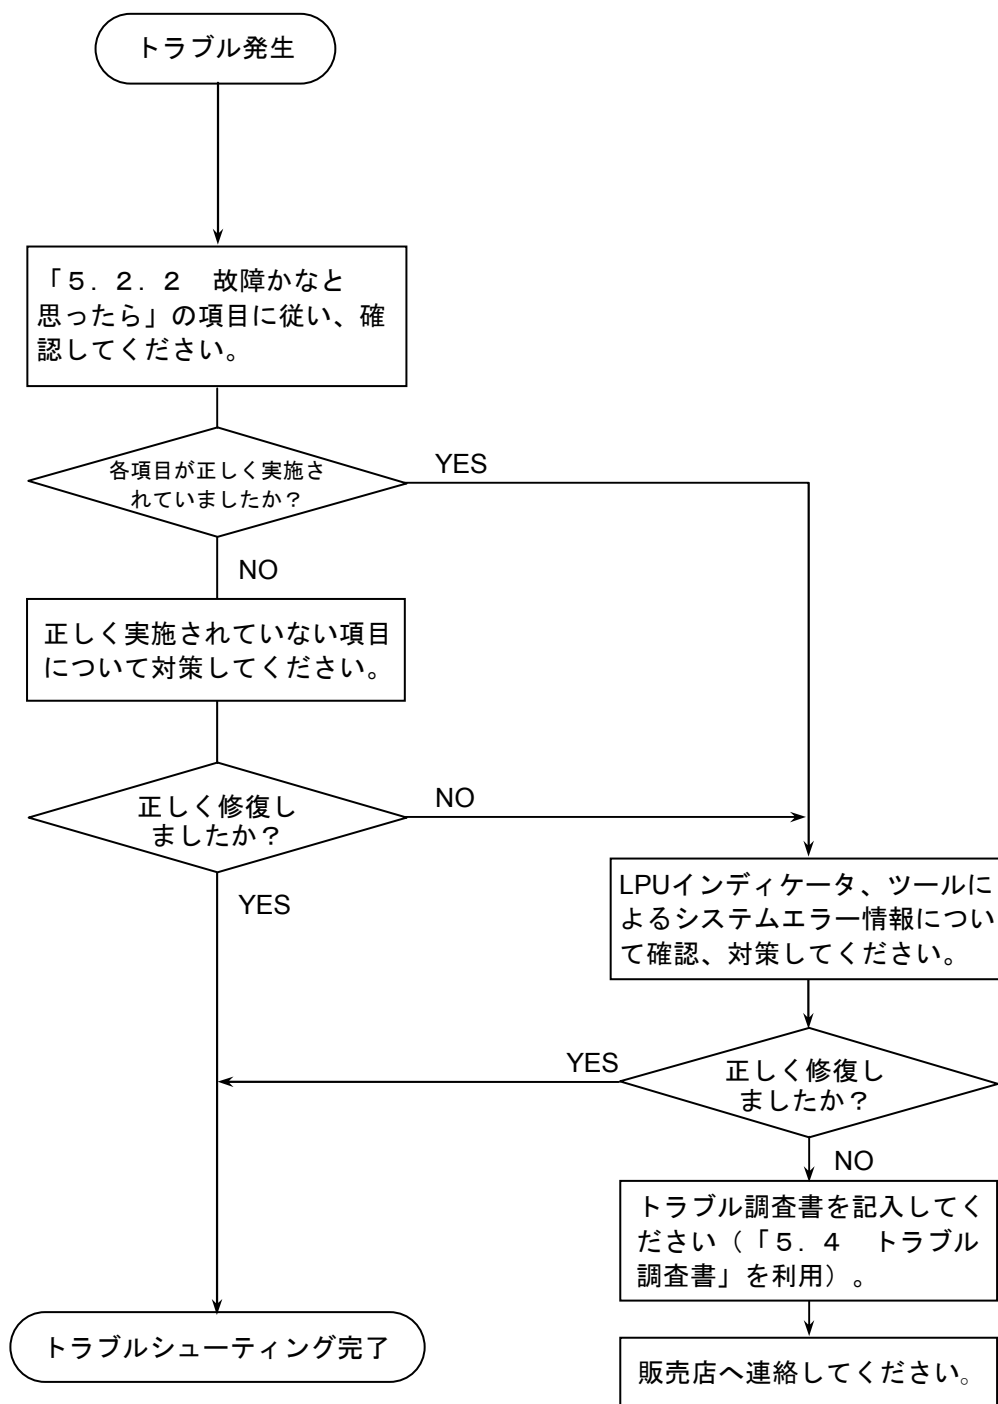 トラブル発生
「５．２．２　故障かなと
思ったら」の項目に従い、確
認してください。
各項目が正しく実施さ
れていましたか？
YES
NO
正しく実施されていない項目
について対策してください。
正しく修復し
ましたか？
NO
YES
LPUインディケータ、ツールに
よるシステムエラー情報につい
て確認、対策してください。
正しく修復し
ましたか？
YES
NO
トラブル調査書を記入してく
ださい（「５．４　トラブル
調査書」を利用）。
販売店へ連絡してください。
トラブルシューティング完了